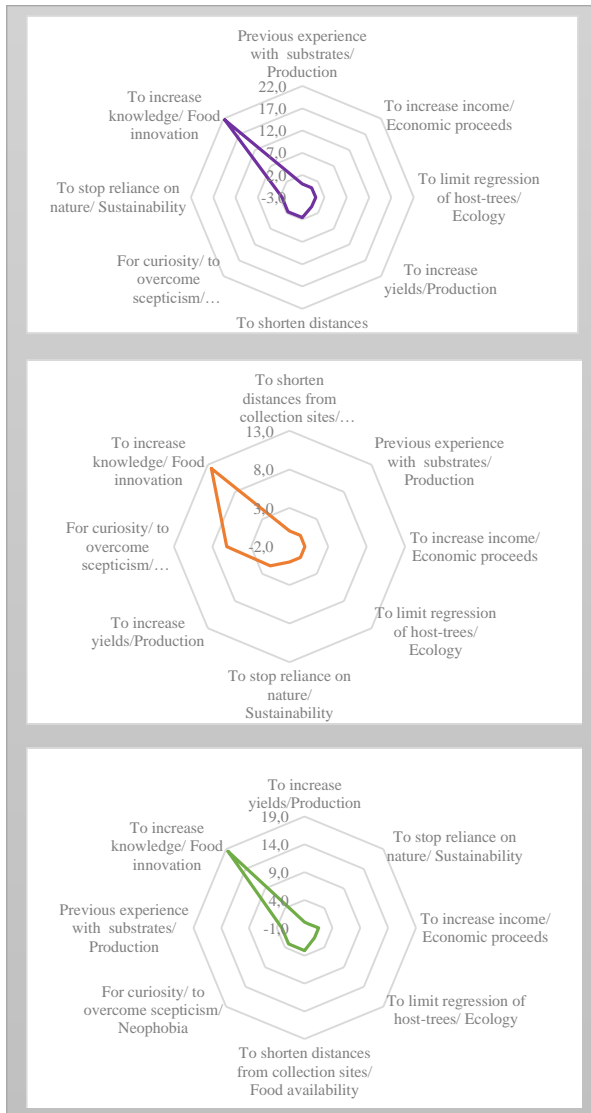 Previous experience
with substrates/
Production
22,0
To increase
knowledge/ Food
innovation
17,0
To increase income/
Economic proceeds
12,0
7,0
2,0
To stop reliance on
nature/ Sustainability
-3,0
To limit regression
of host-trees/
Ecology
For curiosity/ to
overcome
scepticism/…
To increase
yields/Production
To shorten distances
To shorten
distances from
collection sites/…
13,0
To increase
knowledge/ Food
innovation
Previous experience
with substrates/
Production
8,0
3,0
For curiosity/ to
overcome
scepticism/…
-2,0
To increase income/
Economic proceeds
To increase
yields/Production
To limit regression
of host-trees/
Ecology
To stop reliance on
nature/
Sustainability
To increase
yields/Production
19,0
To increase
knowledge/ Food
innovation
14,0
To stop reliance on
nature/ Sustainability
9,0
4,0
Previous experience
with substrates/
Production
-1,0
To increase income/
Economic proceeds
For curiosity/ to
overcome scepticism/
Neophobia
To limit regression of
host-trees/ Ecology
To shorten distances
from collection sites/
Food availability